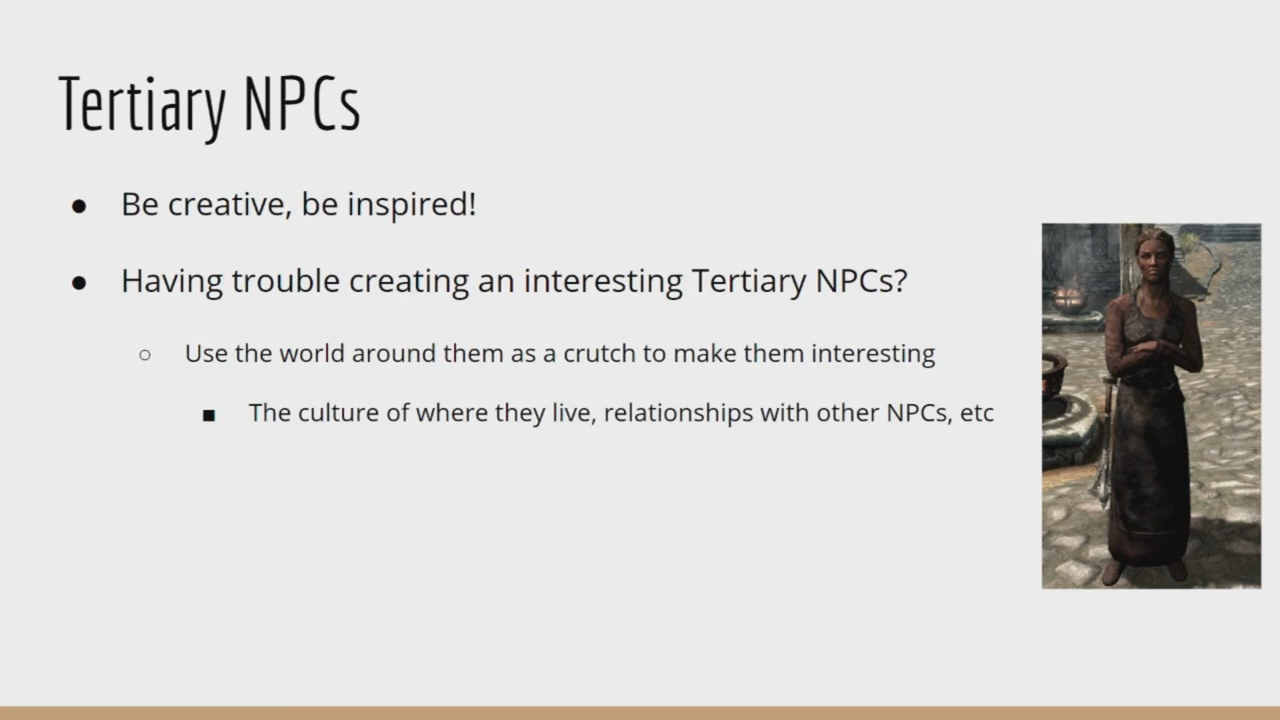 Tertiary NPCs
● Be creative, be inspired!
● Having trouble creating an interesting Tertiary NPCs?
○ Use the world around them as a crutch to make them interesting
■ The culture of where they live, relationships with other NPCs, etc